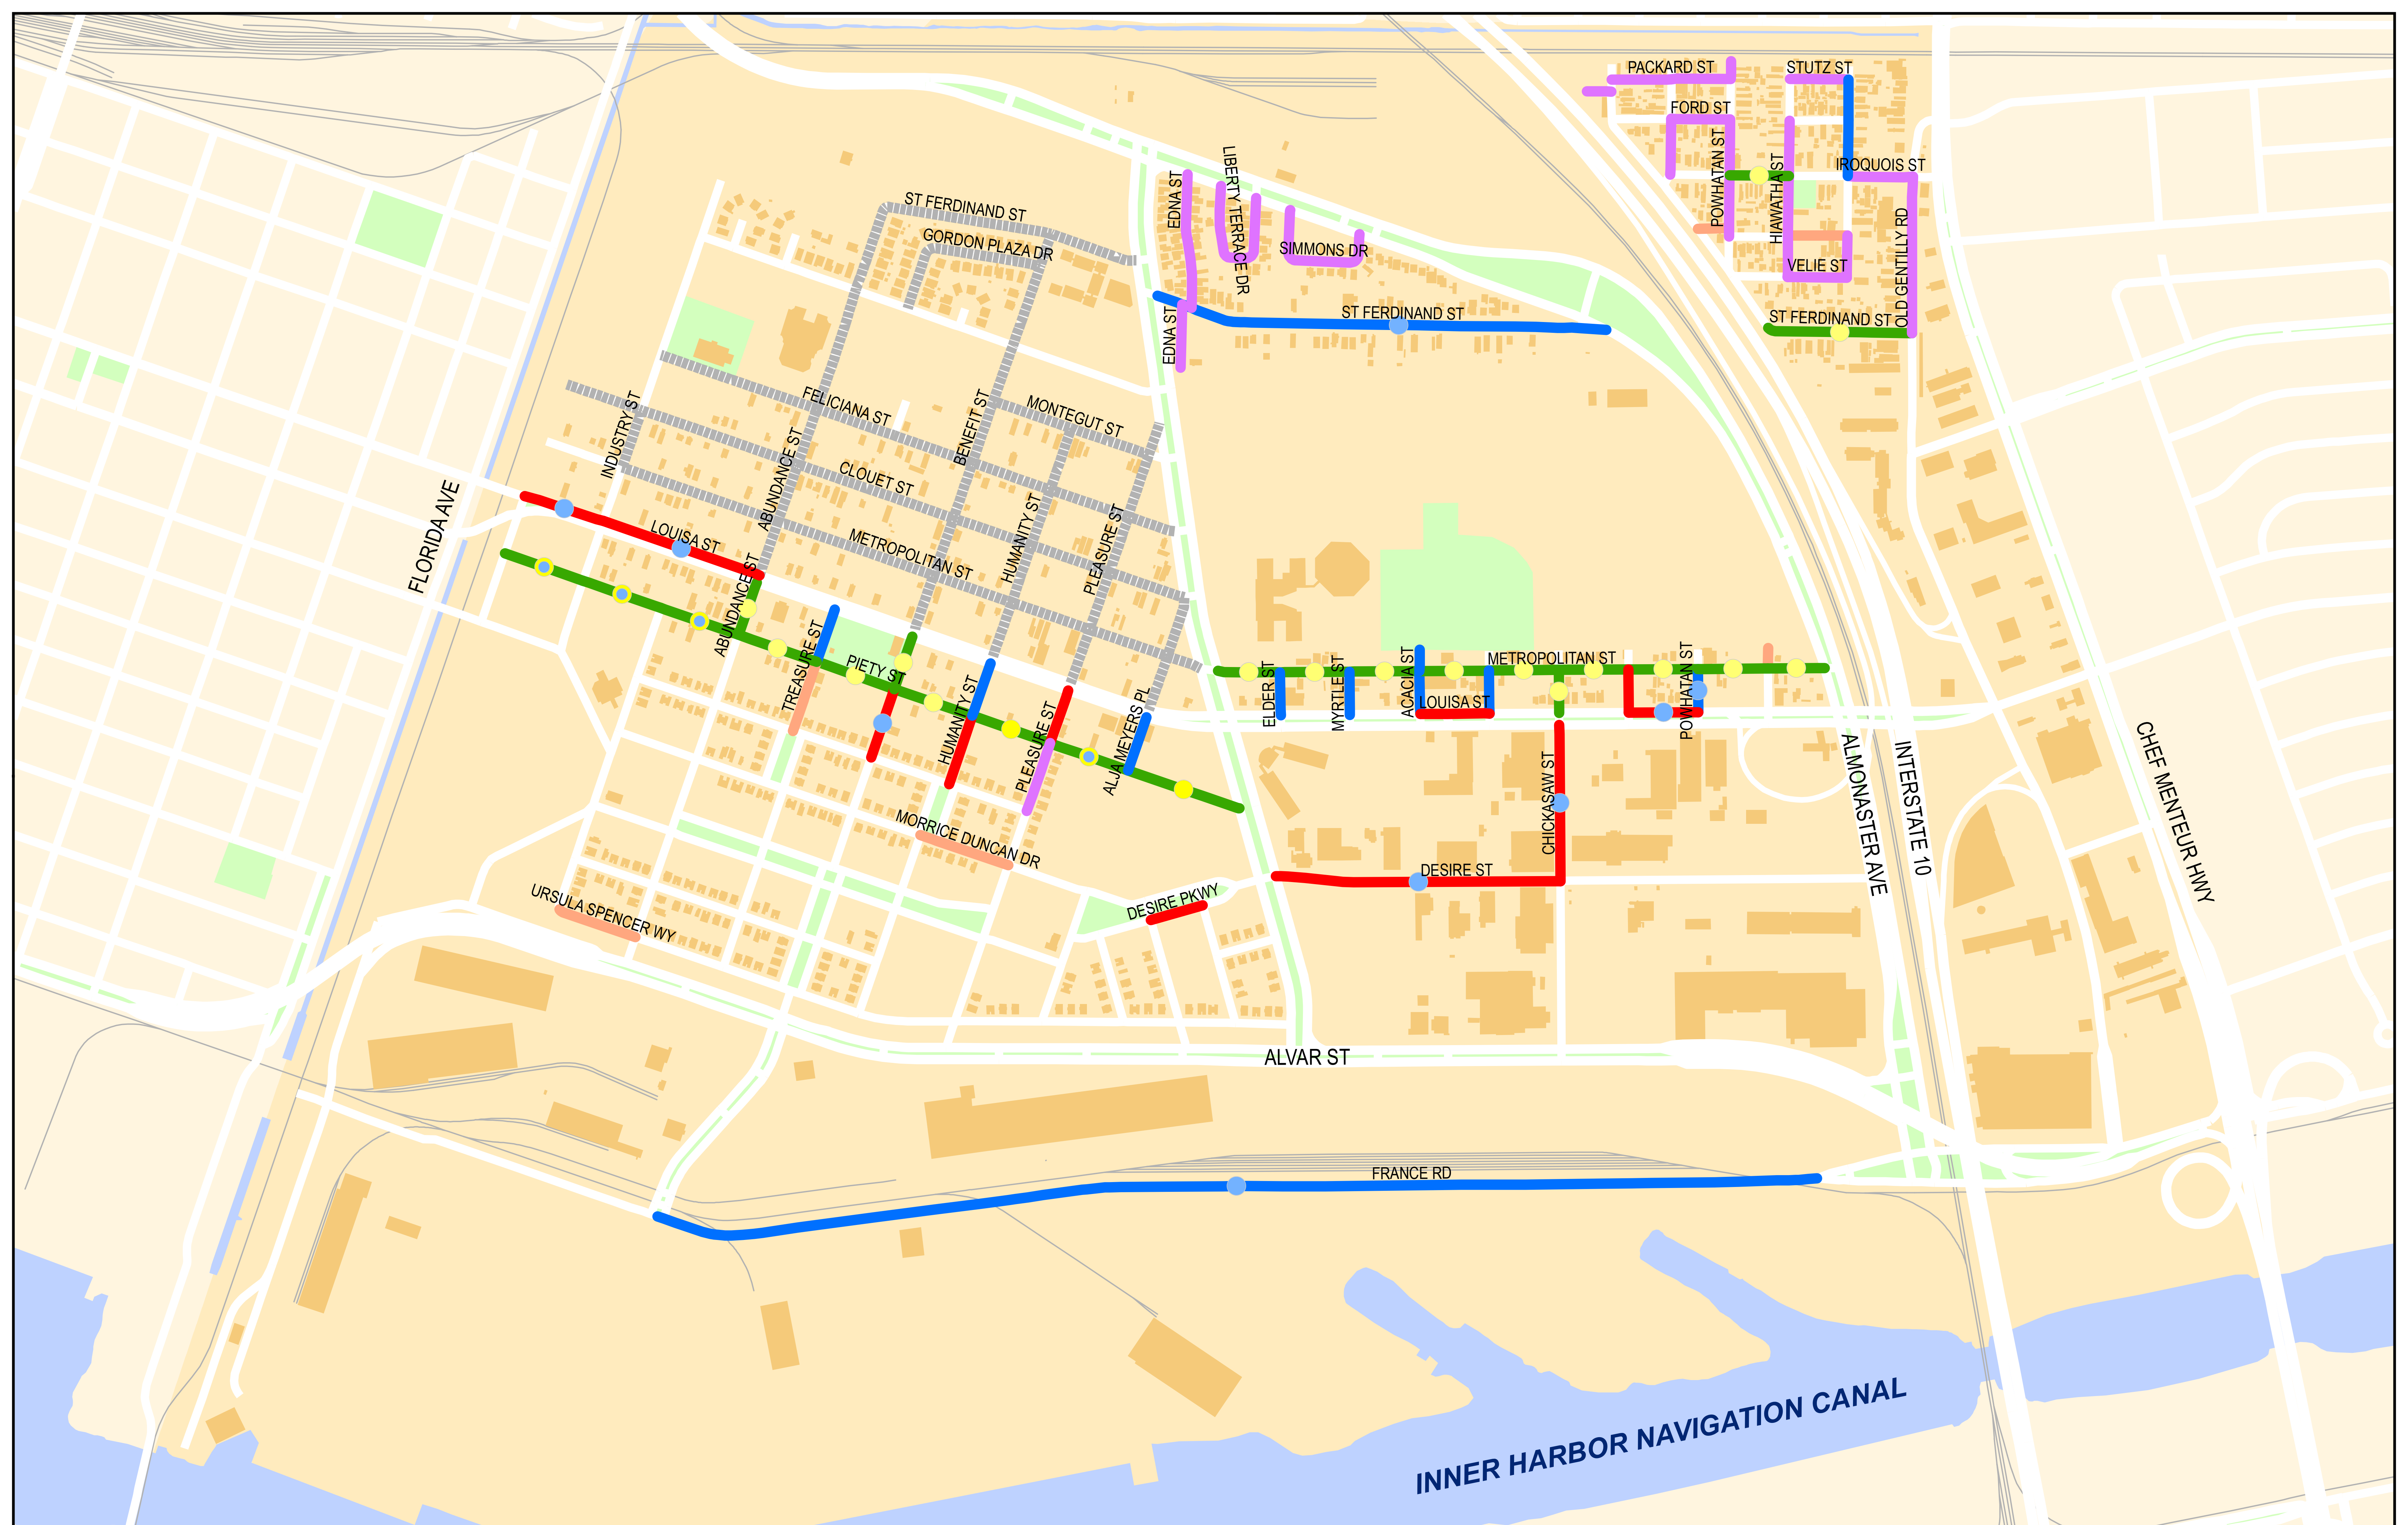 PACKARD ST
STUTZ ST
FORD ST
POWHATAN ST
HIAWATHA ST
IROQUOIS ST
OLD GENTILLY RD
VELIE ST
ST FERDINAND ST
ST FERDINAND ST
GORDON PLAZA DR
EDNA ST
LIBERTY TERRACE DR
SIMMONS DR
ST FERDINAND ST
EDNA ST
INDUSTRY ST
FELICIANA ST
ABUNDANCE ST
BENEFIT ST
MONTEGUT ST
CLOUET ST
HUMANITY ST
PLEASURE ST
METROPOLITAN ST
FLORIDA AVE
LOUISA ST
ABUNDANCE ST
TREASURE ST
PIETY ST
HUMANITY ST
PLEASURE ST
ALJA MEYERS PL
ELDER ST
MYRTLE ST
ACACIA ST
METROPOLITAN ST
LOUISA ST
POWHATAN ST
CHICKASAW ST
ALMONASTER AVE
INTERSTATE 10
CHEF MENTEUR HWY
MORRICE DUNCAN DR
DESIRE ST
DESIRE PKWY
URSULA SPENCER WY
ALVAR ST
FRANCE RD
INNER HARBOR NAVIGATION CANAL